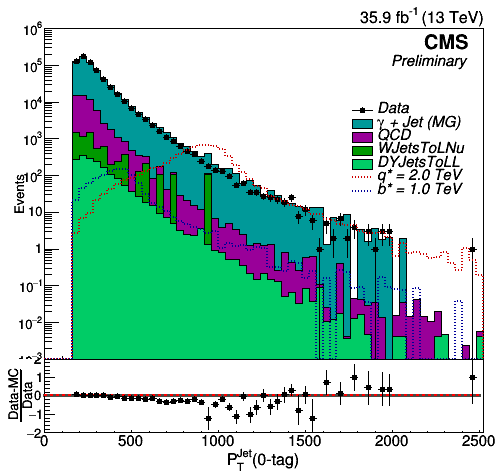 35.9 fb⁻¹ (13 TeV)
CMS
Preliminary
Data
γ + Jet (MG)
QCD
WJetsToLNu
DYJetsToLL
q* = 2.0 TeV
b* = 1.0 TeV
Events
10⁶
10⁵
10⁴
10³
10²
10
1
10⁻¹
10⁻²
Data-MC
Data
2
1
0
−1
−2
0 500 1000 1500 2000 2500
P_T^Jet(0-tag)